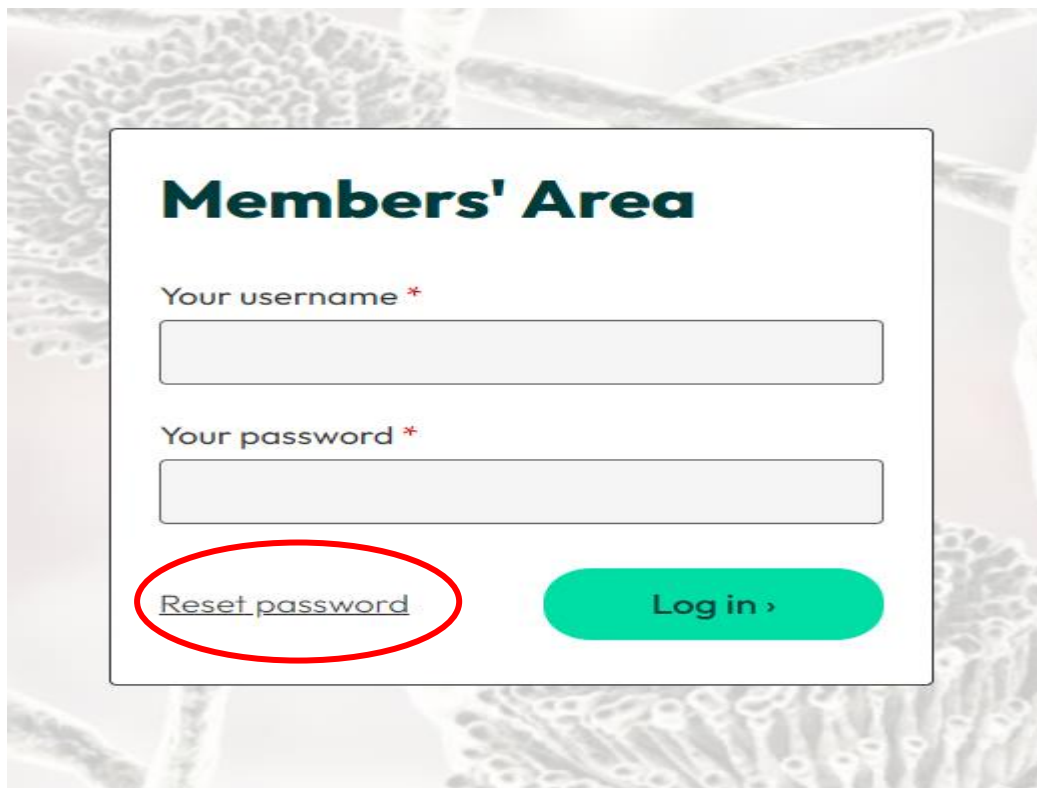 Members' Area
Your username *
Your password *
Reset password
Log in ›